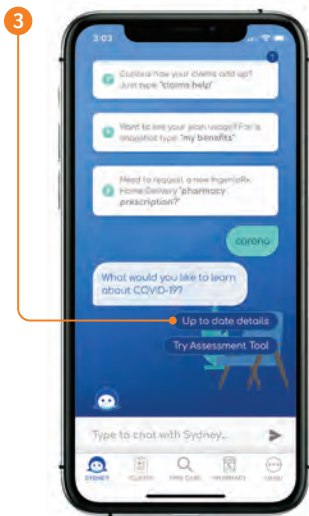 3
3:03
Curious how your claims add up?
Just type "claims help"
Want to see your plan usage? For a
snapshot type "my benefits"
Need to request a new IngenioRx
Home Delivery "pharmacy
prescription?"
corona
What would you like to learn
about COVID-19?
Up to date details
Try Assessment Tool
Type to chat with Sydney...
SYDNEY CLAIMS FIND CARE PHARMACY MENU